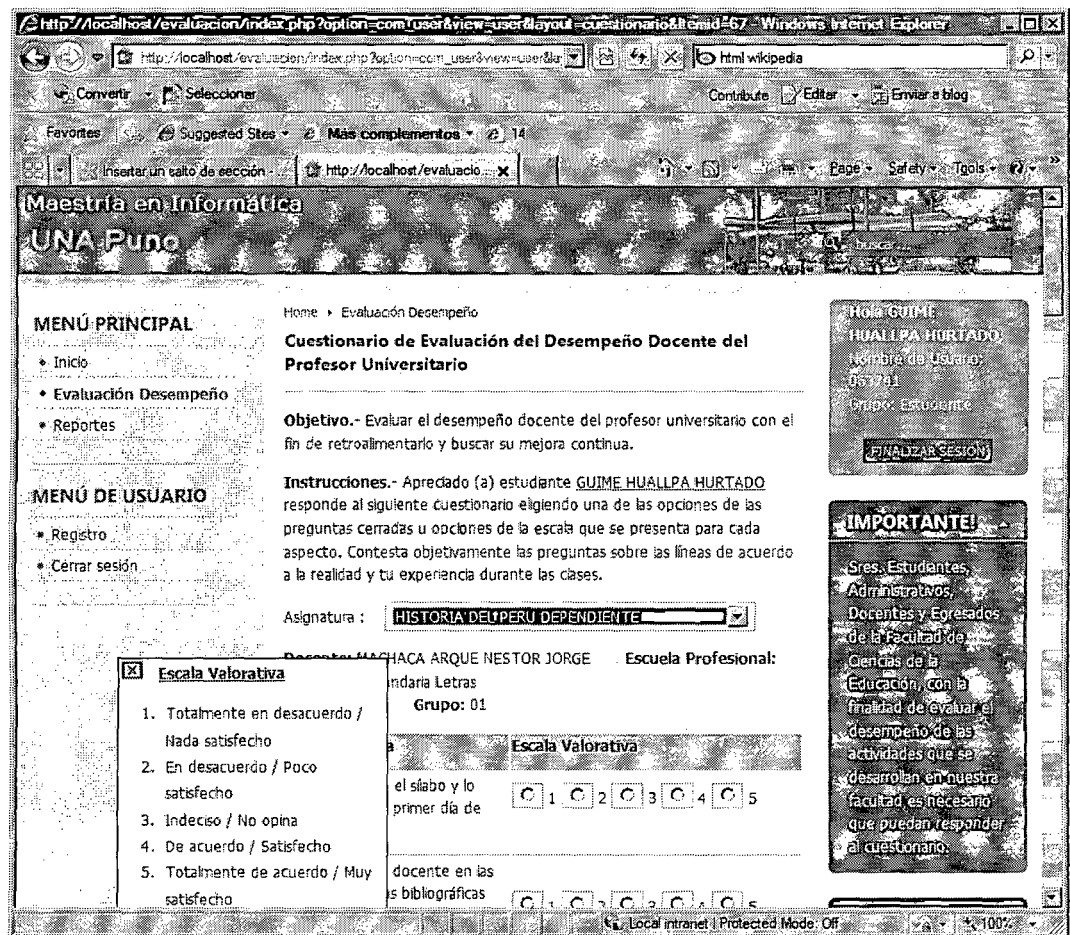 http://localhost/evaluacion/index.php?option=com_user&view=user&layout=cuestionario&Itemid=67 - Windows Internet Explorer
http://localhost/evaluacion/index.php?option=com_user&view=user&la
html wikipedia
Convertir Seleccionar
Contribute Editar Enviar a blog
Favorites Suggested Sites Más complementos 14
Insertar un salto de sección - http://localhost/evaluacio...
Page Safety Tools
Maestría en Informática
UNA Puno
busca
MENÚ PRINCIPAL
Inicio
Evaluación Desempeño
Reportes
MENÚ DE USUARIO
Registro
Cerrar sesión
Home Evaluación Desempeño
Cuestionario de Evaluación del Desempeño Docente del
Profesor Universitario
Objetivo.- Evaluar el desempeño docente del profesor universitario con el
fin de retroalimentarlo y buscar su mejora continua.
Instrucciones.- Apreciado (a) estudiante GUIME HUALLPA HURTADO
responde al siguiente cuestionario eligiendo una de las opciones de las
preguntas cerradas u opciones de la escala que se presenta para cada
aspecto. Contesta objetivamente las preguntas sobre las líneas de acuerdo
a la realidad y tu experiencia durante las clases.
Asignatura : HISTORIA DEL PERU DEPENDIENTE
Docente: MACHACA ARQUE NESTOR JORGE Escuela Profesional:
ndaria Letras
Grupo: 01
a Escala Valorativa
el sílabo y lo
primer día de
1 2 3 4 5
docente en las
s bibliográficas
1 2 3 4 5
Escala Valorativa
1. Totalmente en desacuerdo /
Nada satisfecho
2. En desacuerdo / Poco
satisfecho
3. Indeciso / No opina
4. De acuerdo / Satisfecho
5. Totalmente de acuerdo / Muy
satisfecho
Hola GUIME
HUALLPA HURTADO,
Nombre de Usuario:
Grupo: Estudiante
FINALIZAR SESION
IMPORTANTE!
Sres. Estudiantes,
Administrativos,
Docentes y Egresados
de la Facultad de
Ciencias de la
Educación, con la
finalidad de evaluar el
desempeño de las
actividades que se
desarrollan en nuestra
facultad es necesario
que puedan responder
al cuestionario.
Local intranet | Protected Mode: Off
100%